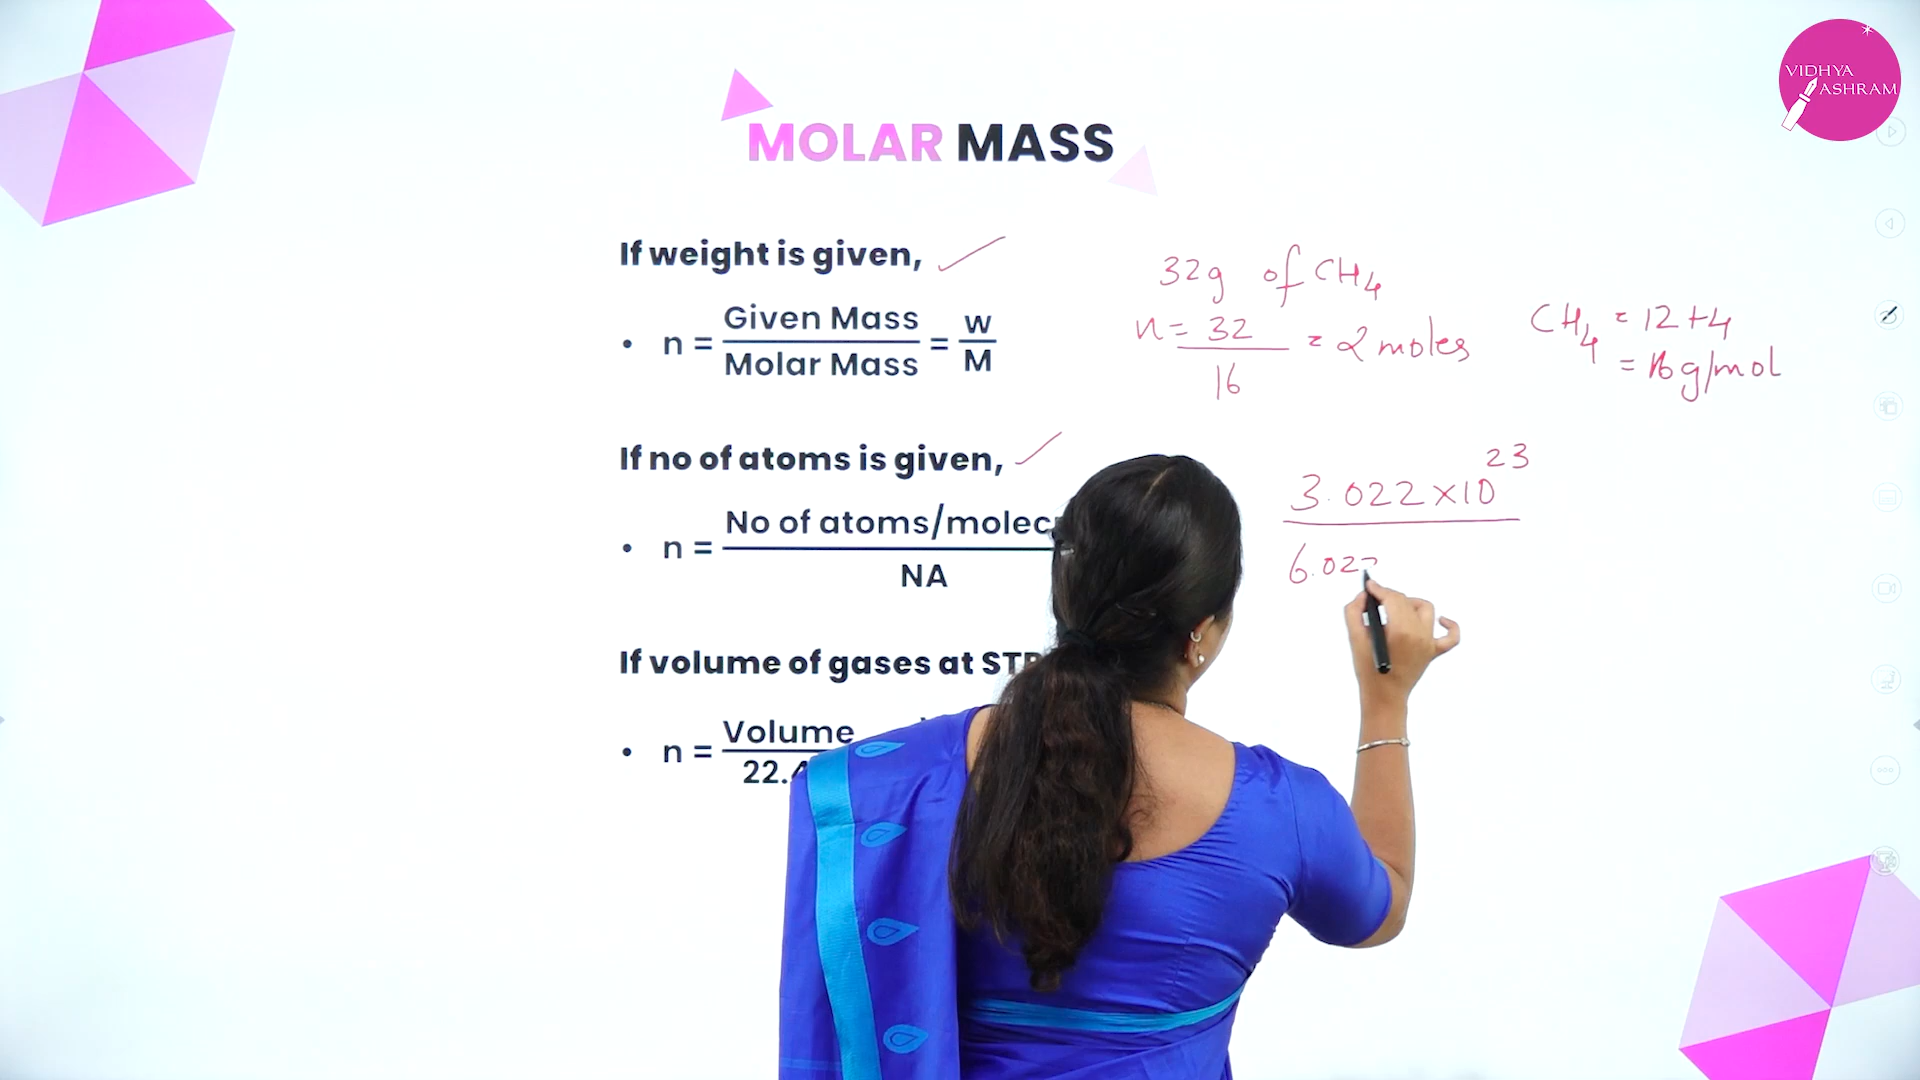 VIDHYA
ASHRAM
MOLAR MASS
If weight is given,
• n = Given Mass / Molar Mass = w / M
32g of CH4
n = 32 / 16 = 2 moles
CH4 = 12+4
= 16g/mol
If no of atoms is given,
• n = No of atoms/molec
NA
3.022×10 23
6.02
If volume of gases at STP
• n = Volume
22.4